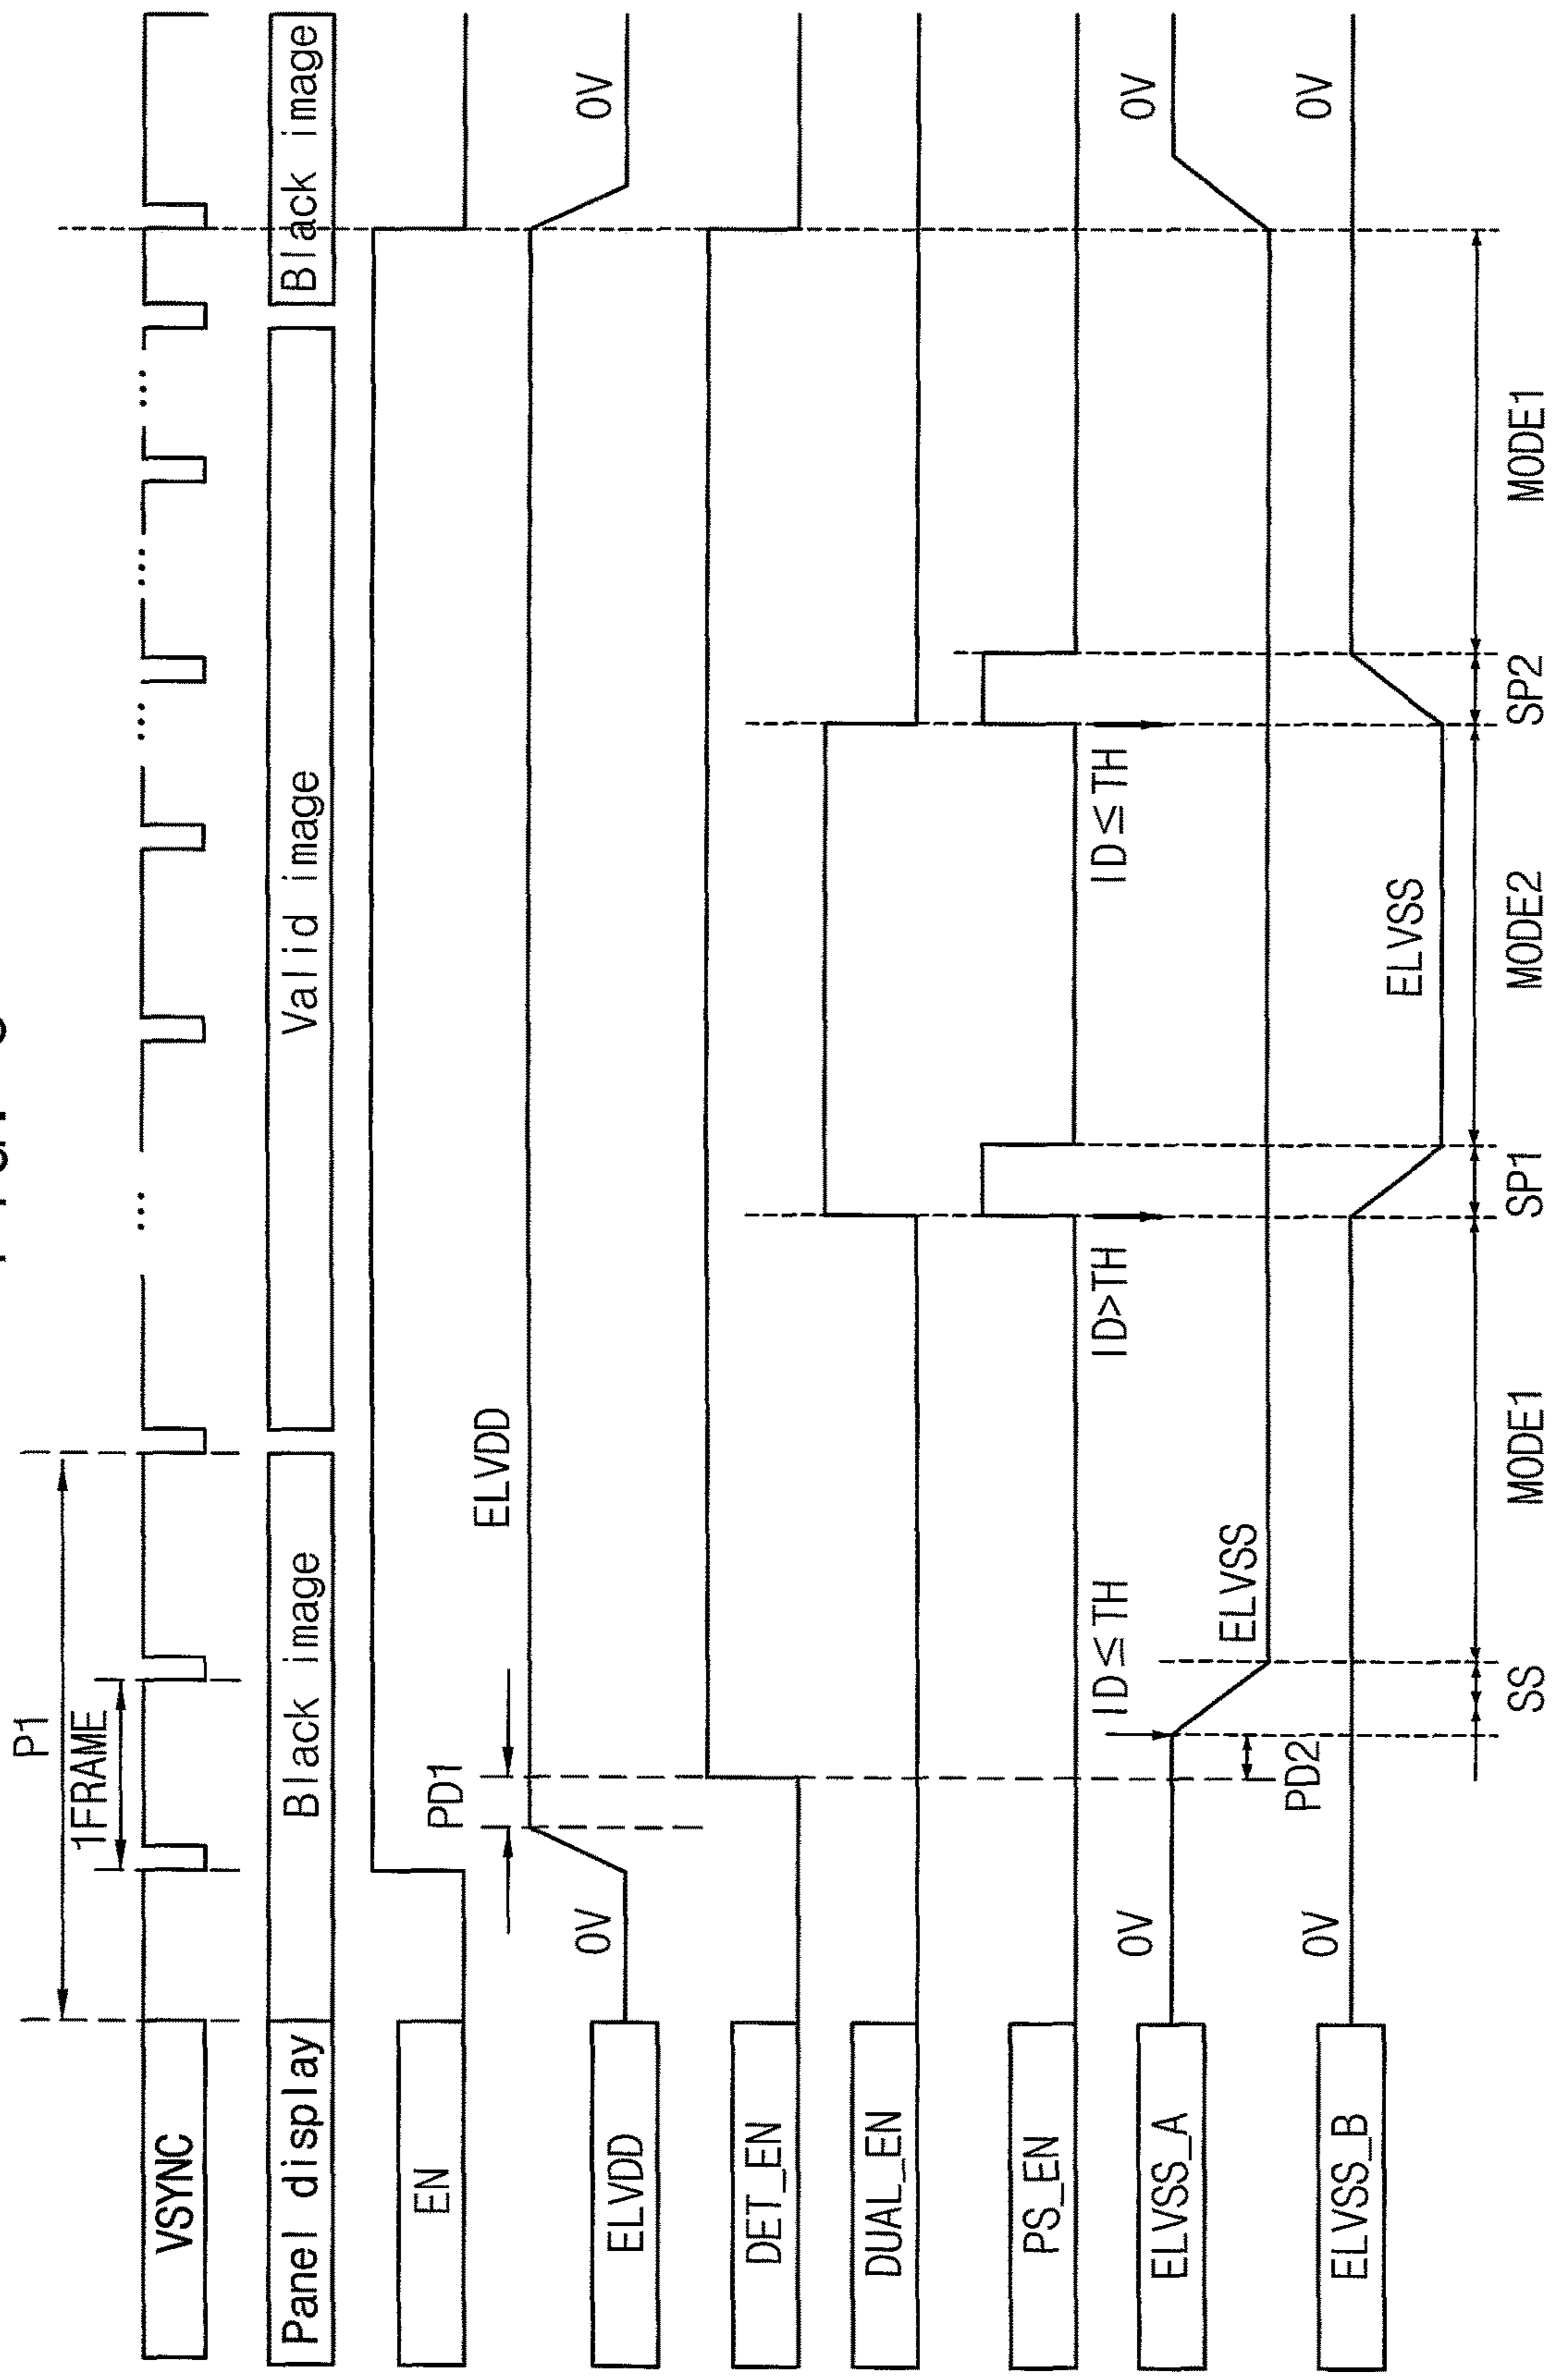 P1
1FRAME
VSYNC
... ... ... ...
Panel display
Black image
Valid image
Black image
EN
PD1
ELVDD
ELVDD
0V
0V
DET_EN
DUAL_EN
PS_EN
ID≤TH
ID>TH
ID≤TH
ELVSS_A
0V
ELVSS
0V
PD2
ELVSS_B
0V
ELVSS
0V
SS
MODE1
SP1
MODE2
SP2
MODE1